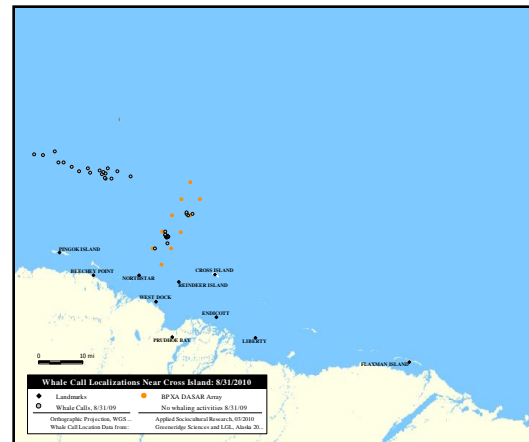 PINGOK ISLAND
BEECHEY POINT
NORTHSTAR
CROSS ISLAND
REINDEER ISLAND
WEST DOCK
ENDICOTT
PRUDHOE BAY
LIBERTY
FLAXMAN ISLAND
0 10 mi
Whale Call Localizations Near Cross Island: 8/31/2010
Landmarks BPXA DASAR Array
Whale Calls, 8/31/09 No whaling activities 8/31/09
Orthographic Projection, WGS ... Applied Sociocultural Research, 03/2010
Whale Call Location Data from: Greeneridge Sciences and LGL, Alaska 20...